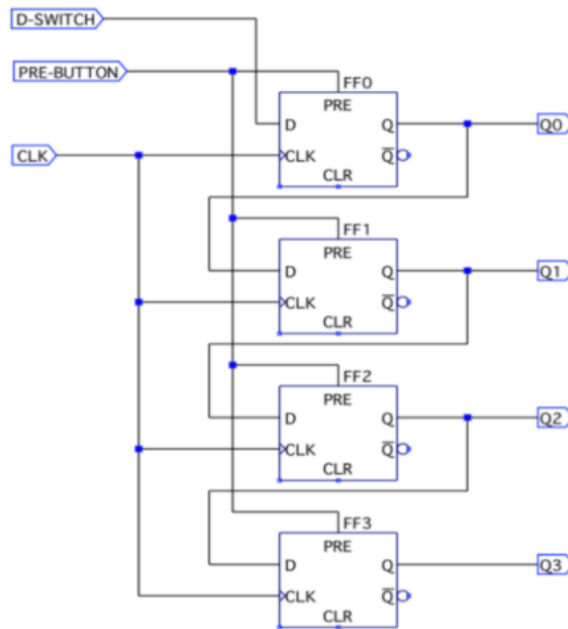 D-SWITCH
PRE-BUTTON
FF0
PRE
D Q Q0
CLK CLK Q̅
CLR
FF1
PRE
D Q Q1
CLK Q̅
CLR
FF2
PRE
D Q Q2
CLK Q̅
CLR
FF3
PRE
D Q Q3
CLK Q̅
CLR